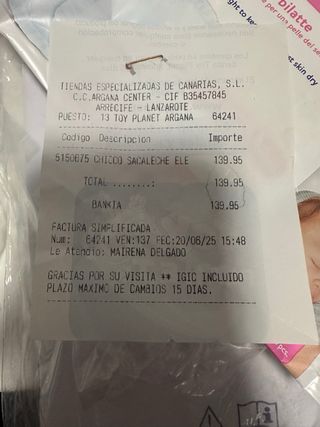 TIENDAS ESPECIALIZADAS DE CANARIAS, S.L.
C.C.ARGANA CENTER - CIF B35457845
ARRECIFE - LANZAROTE
PUESTO: 13 TOY PLANET ARGANA 64241
Codigo Descripcion Importe
5150675 CHICCO SACALECHE ELE 139.95
TOTAL ........: 139.95
BANKIA 139.95
FACTURA SIMPLIFICADA
Num: 64241 VEN:137 FEC:20/06/25 15:48
Le Atendio: MAIRENA DELGADO
GRACIAS POR SU VISITA ** IGIC INCLUIDO
PLAZO MAXIMO DE CAMBIOS 15 DIAS.
bilatte
skin dry
pcs.